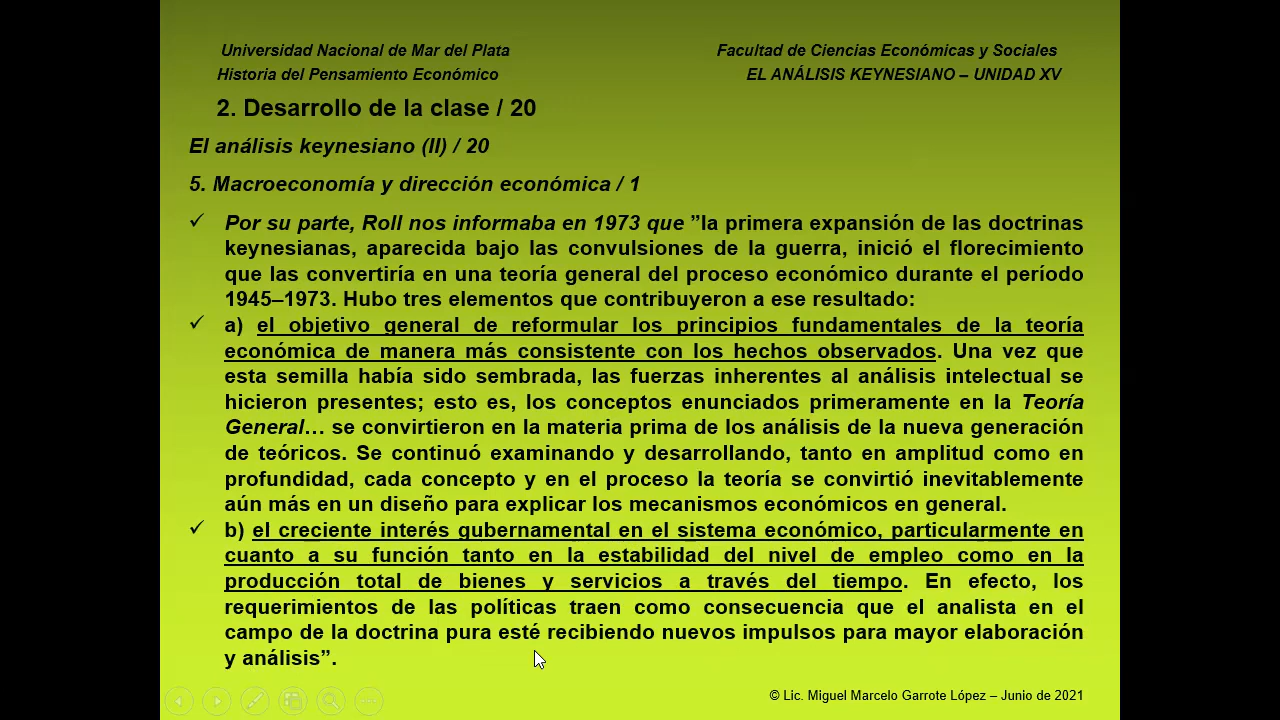 Universidad Nacional de Mar del Plata
Facultad de Ciencias Económicas y Sociales
Historia del Pensamiento Económico
EL ANÁLISIS KEYNESIANO – UNIDAD XV
2. Desarrollo de la clase / 20
El análisis keynesiano (II) / 20
5. Macroeconomía y dirección económica / 1
✓ Por su parte, Roll nos informaba en 1973 que ”la primera expansión de las doctrinas
keynesianas, aparecida bajo las convulsiones de la guerra, inició el florecimiento
que las convertiría en una teoría general del proceso económico durante el período
1945–1973. Hubo tres elementos que contribuyeron a ese resultado:
✓ a) el objetivo general de reformular los principios fundamentales de la teoría
económica de manera más consistente con los hechos observados. Una vez que
esta semilla había sido sembrada, las fuerzas inherentes al análisis intelectual se
hicieron presentes; esto es, los conceptos enunciados primeramente en la Teoría
General… se convirtieron en la materia prima de los análisis de la nueva generación
de teóricos. Se continuó examinando y desarrollando, tanto en amplitud como en
profundidad, cada concepto y en el proceso la teoría se convirtió inevitablemente
aún más en un diseño para explicar los mecanismos económicos en general.
✓ b) el creciente interés gubernamental en el sistema económico, particularmente en
cuanto a su función tanto en la estabilidad del nivel de empleo como en la
producción total de bienes y servicios a través del tiempo. En efecto, los
requerimientos de las políticas traen como consecuencia que el analista en el
campo de la doctrina pura esté recibiendo nuevos impulsos para mayor elaboración
y análisis”.
© Lic. Miguel Marcelo Garrote López – Junio de 2021